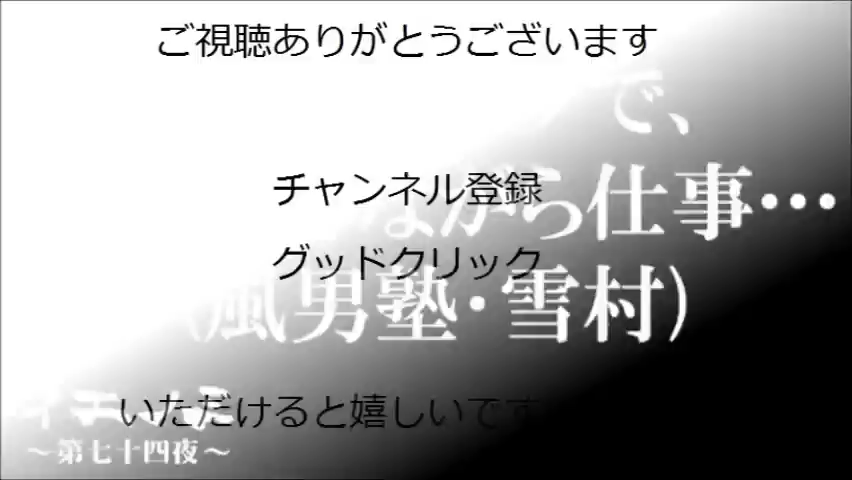 ご視聴ありがとうございます
で、
チャンネル登録
ながら仕事…
グッドクリック
(風男塾・雪村)
いただけると嬉しいです
〜第七十四夜〜